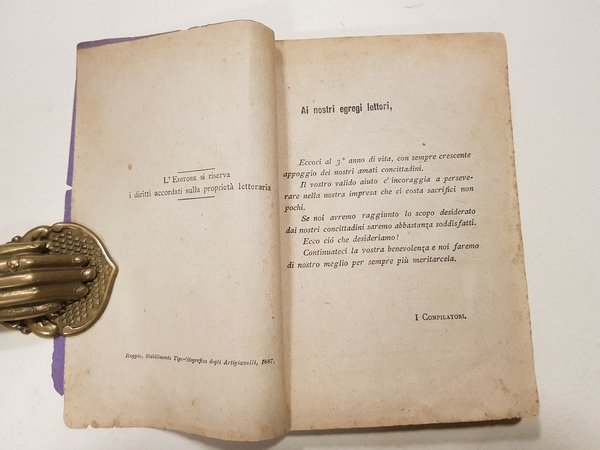 L' EDITORE si riserva
i diritti accordati sulla proprietà letteraria
Reggio, Stabilimento Tipo-litografico degli Artigianelli, 1887.
Ai nostri egregi lettori,
Eccoci al 3.º anno di vita, con sempre crescente
appoggio dei nostri amati concittadini.
Il vostro valido aiuto c'incoraggia a perseve-
rare nella nostra impresa che ci costa sacrifici non
pochi.
Se noi avremo raggiunto lo scopo desiderato
dai nostri concittadini saremo abbastanza soddisfatti.
Ecco ciò che desideriamo!
Continuateci la vostra benevolenza e noi faremo
di nostro meglio per sempre più meritarcela.
I COMPILATORI.